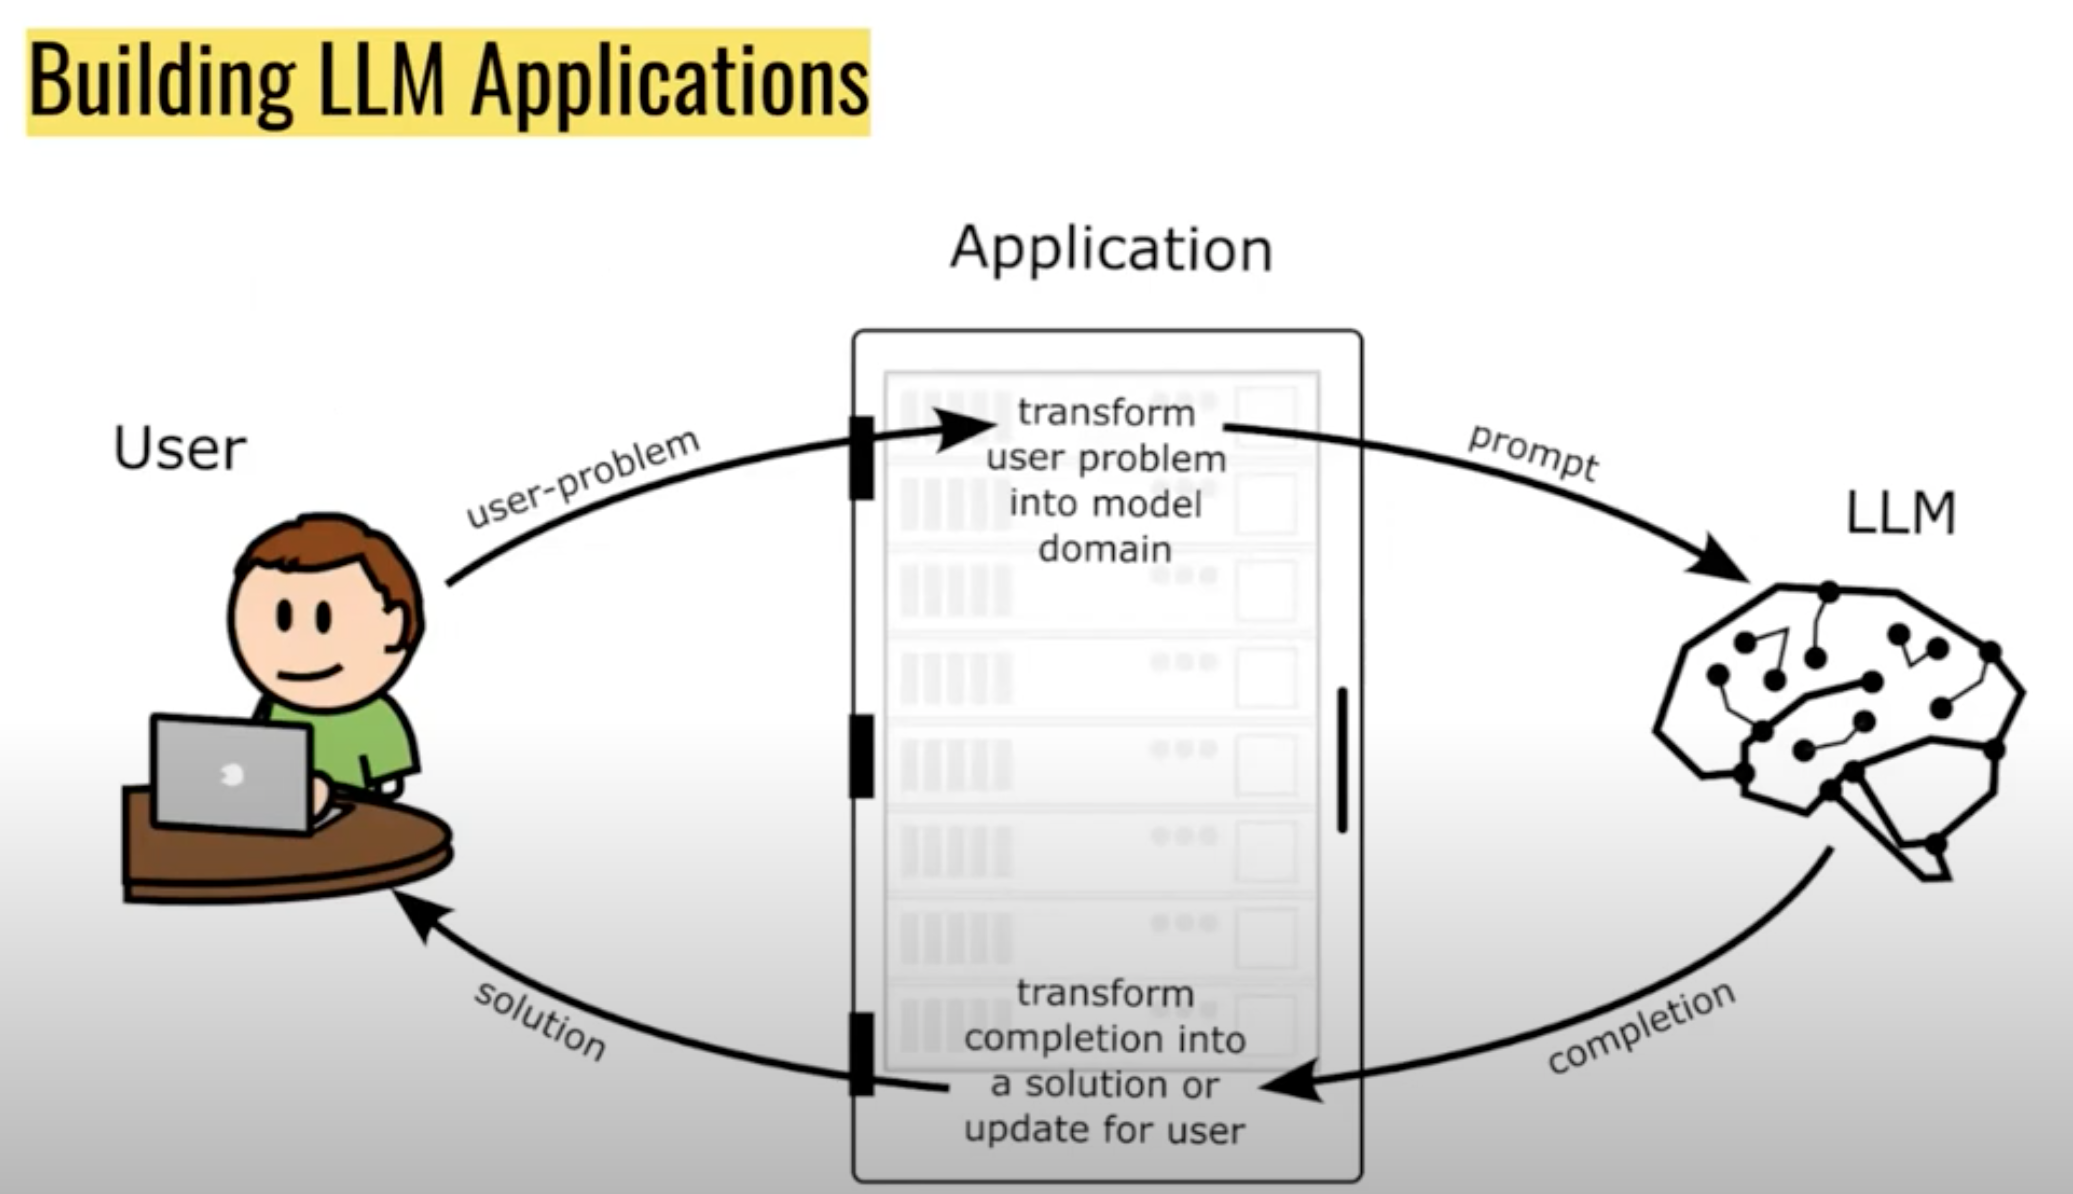 Building LLM Applications
Application
User
user-problem
transform
user problem
into model
domain
prompt
LLM
solution
transform
completion into
a solution or
update for user
completion